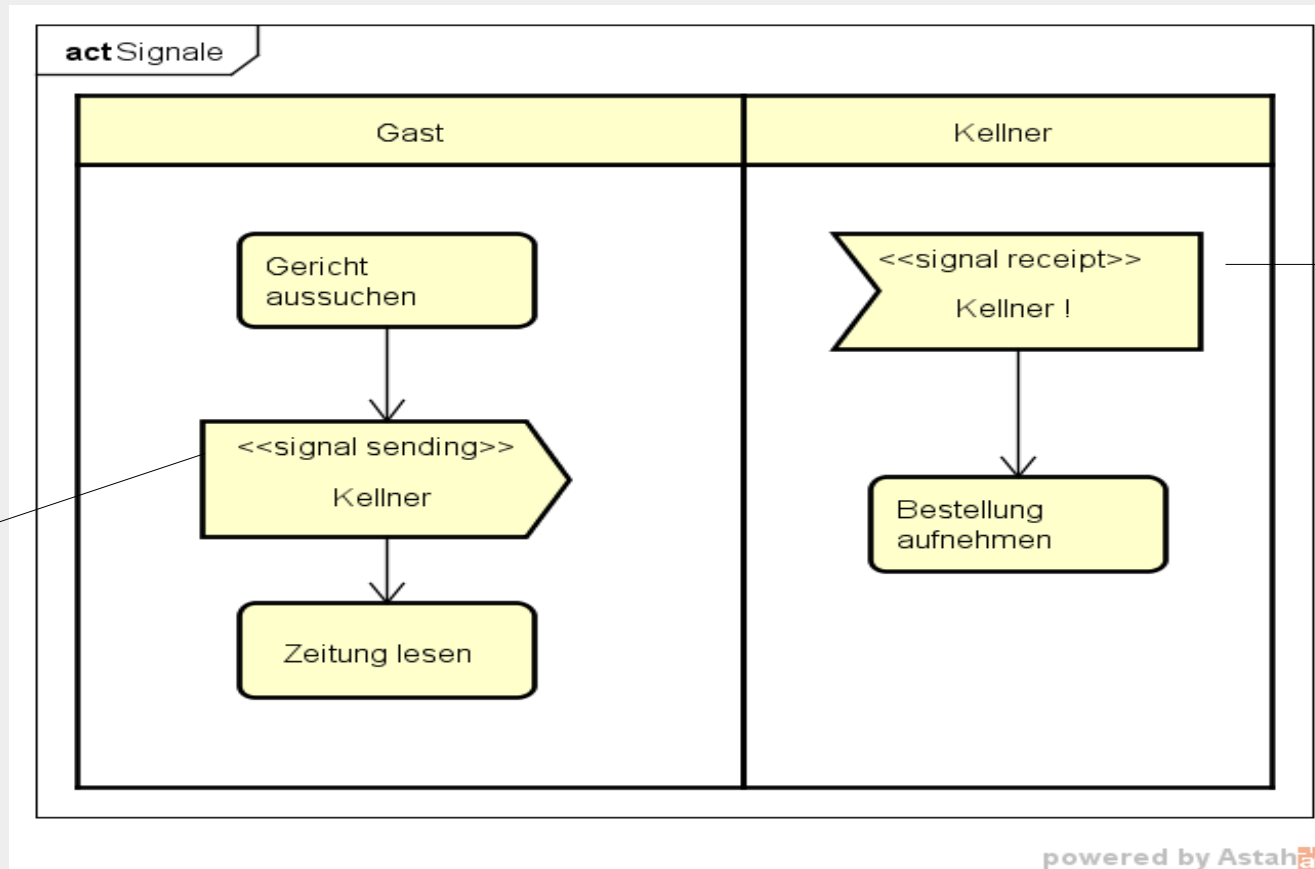 act Signale
Gast
Kellner
Gericht
aussuchen
<<signal sending>>
Kellner
Zeitung lesen
<<signal receipt>>
Kellner !
Bestellung
aufnehmen
powered by Astah